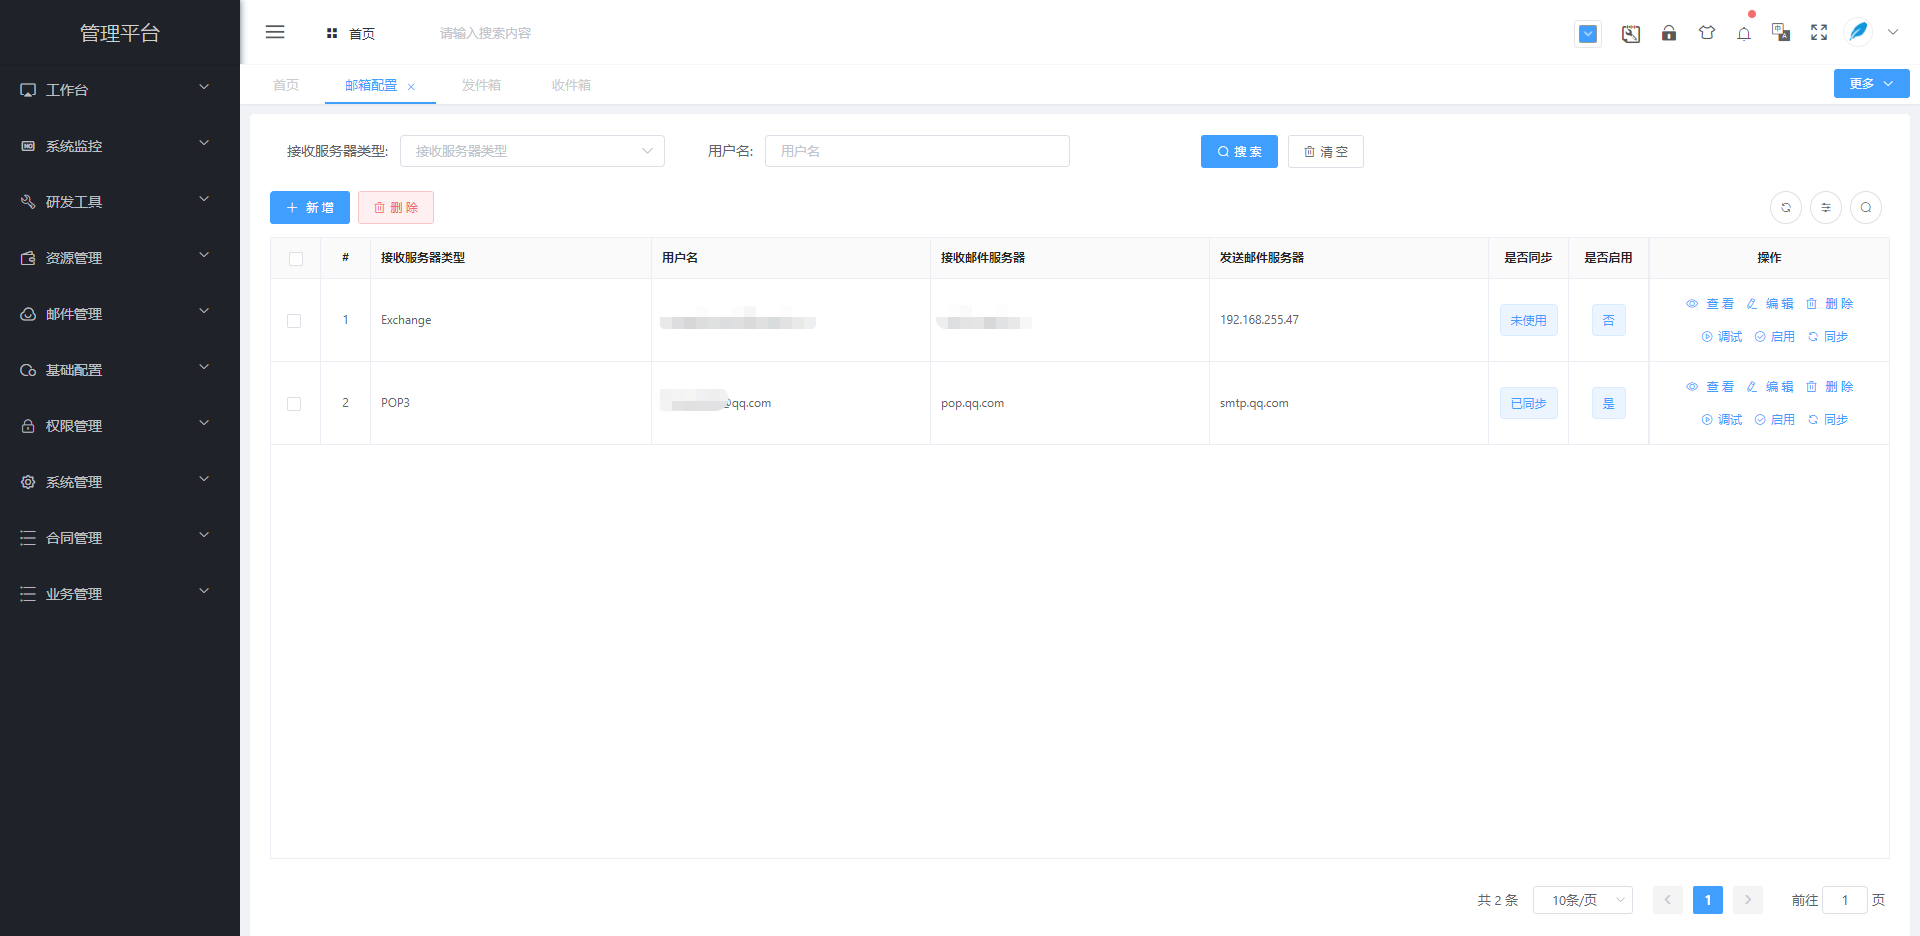 管理平台
首页
请输入搜索内容
首页
邮箱配置
发件箱
收件箱
更多
工作台
系统监控
研发工具
资源管理
邮件管理
基础配置
权限管理
系统管理
合同管理
业务管理
接收服务器类型:
接收服务器类型
用户名:
用户名
搜 索
清 空
新 增
删 除
# 接收服务器类型 用户名 接收邮件服务器 发送邮件服务器 是否同步 是否启用 操作
1 Exchange 192.168.255.47 未使用 否
查 看 编 辑 删 除
调试 启用 同步
2 POP3 @qq.com pop.qq.com smtp.qq.com 已同步 是
查 看 编 辑 删 除
调试 启用 同步
共 2 条 10条/页 1 前往 1 页